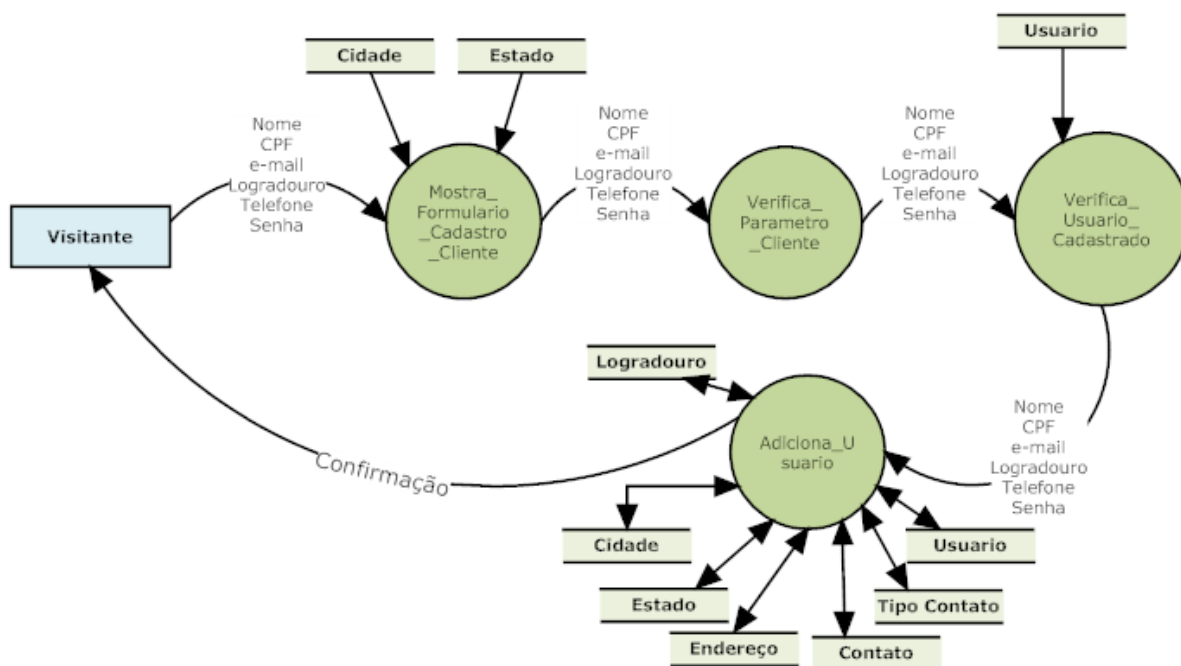 Cidade
Estado
Usuario
Nome
CPF
e-mail
Logradouro
Telefone
Senha
Nome
CPF
e-mail
Logradouro
Telefone
Senha
Nome
CPF
e-mail
Logradouro
Telefone
Senha
Visitante
Mostra_
Formulario
_Cadastro
_Cliente
Verifica_
Parametro
_Cliente
Verifica_
Usuario_
Cadastrado
Logradouro
Adiciona_U
suario
Nome
CPF
e-mail
Logradouro
Telefone
Senha
Confirmação
Cidade
Usuario
Estado
Tipo Contato
Endereço
Contato